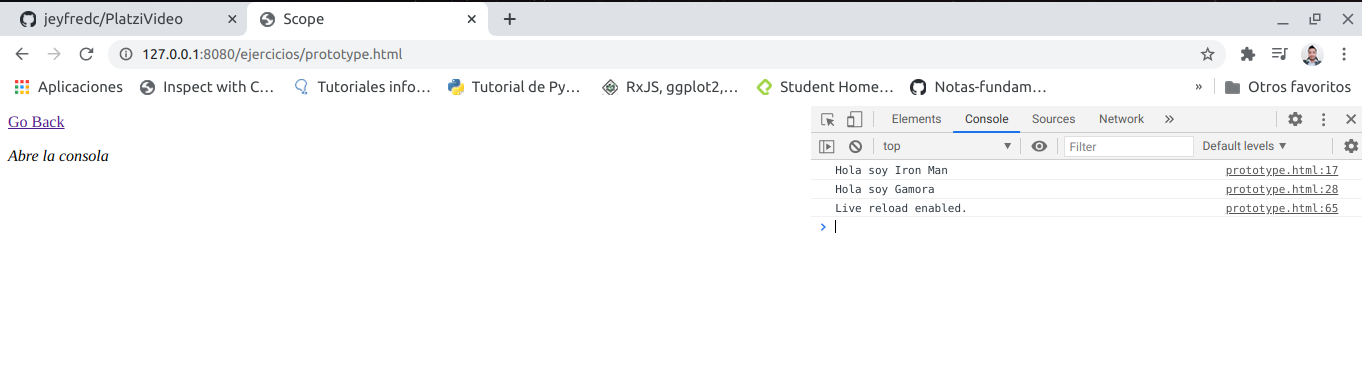 jeyfredc/PlatziVideo
Scope
127.0.0.1:8080/ejercicios/prototype.html
Aplicaciones Inspect with C… Tutoriales info… Tutorial de Py… RxJS, ggplot2,… Student Home… Notas-fundam… » Otros favoritos
Go Back
Abre la consola
Elements Console Sources Network »
top Filter Default levels
Hola soy Iron Man prototype.html:17
Hola soy Gamora prototype.html:28
Live reload enabled. prototype.html:65